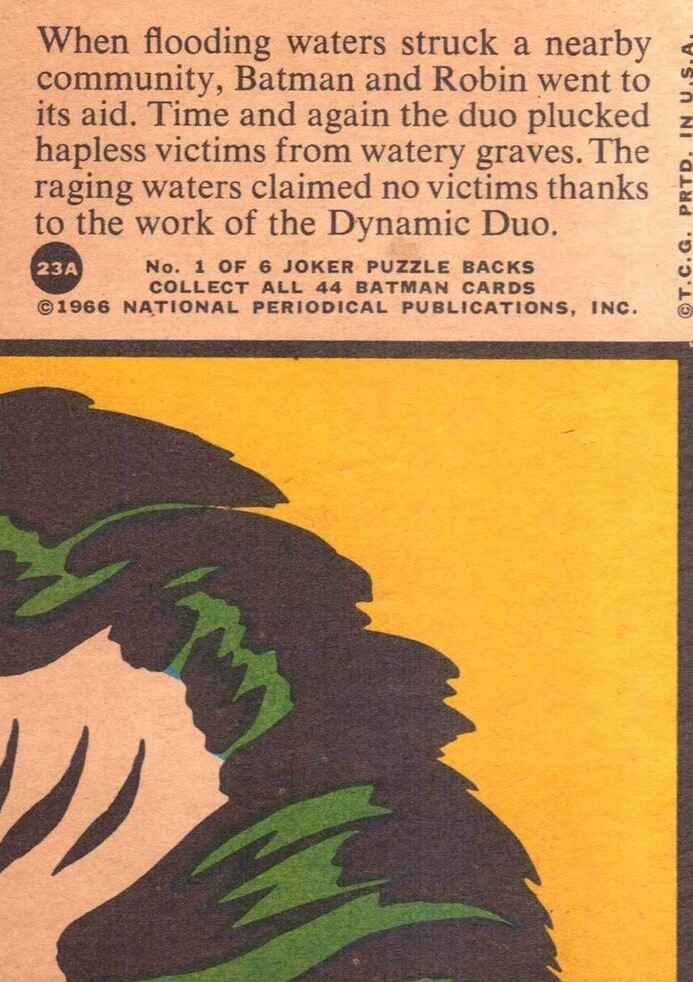 When flooding waters struck a nearby
community, Batman and Robin went to
its aid. Time and again the duo plucked
hapless victims from watery graves. The
raging waters claimed no victims thanks
to the work of the Dynamic Duo.
23A
No. 1 OF 6 JOKER PUZZLE BACKS
COLLECT ALL 44 BATMAN CARDS
©1966 NATIONAL PERIODICAL PUBLICATIONS, INC.
©T.C.G. PRTD. IN U.S.A.